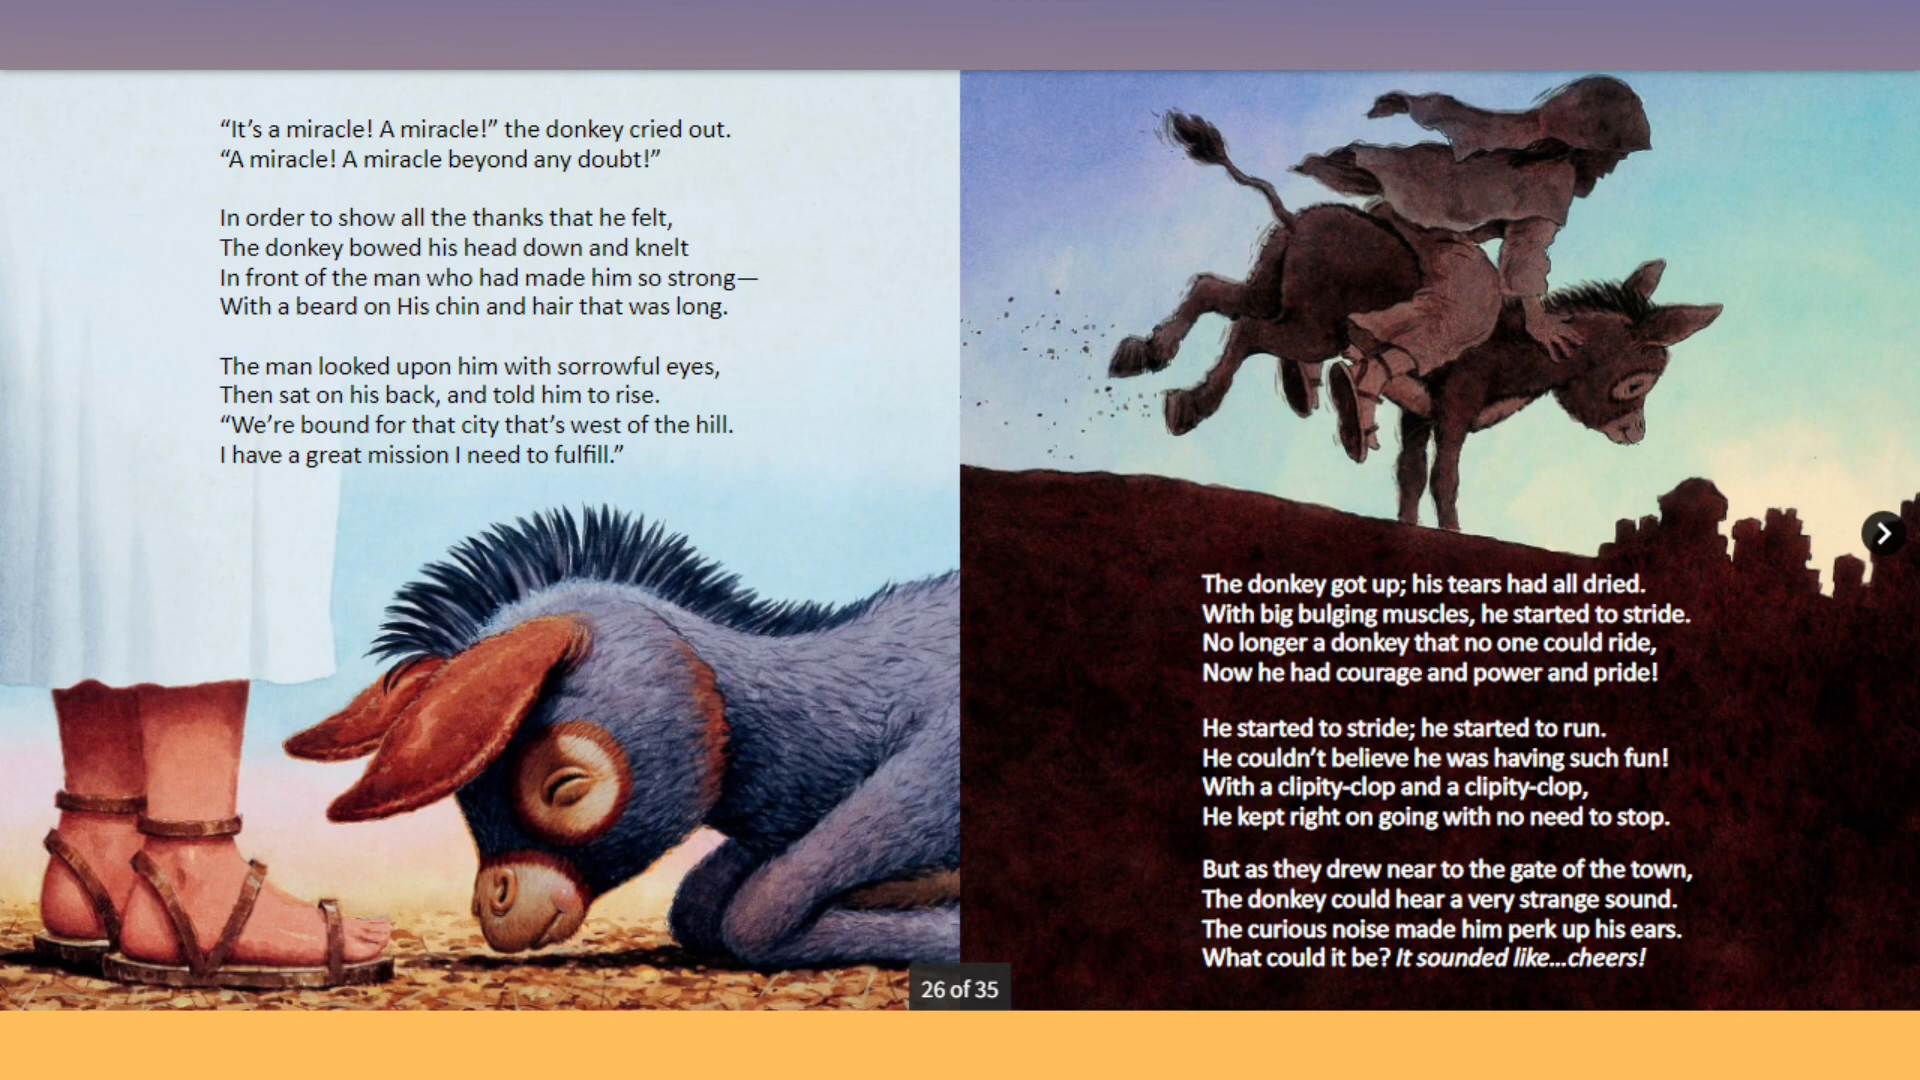 “It’s a miracle! A miracle!” the donkey cried out.
“A miracle! A miracle beyond any doubt!”
In order to show all the thanks that he felt,
The donkey bowed his head down and knelt
In front of the man who had made him so strong—
With a beard on His chin and hair that was long.
The man looked upon him with sorrowful eyes,
Then sat on his back, and told him to rise.
“We’re bound for that city that’s west of the hill.
I have a great mission I need to fulfill.”
The donkey got up; his tears had all dried.
With big bulging muscles, he started to stride.
No longer a donkey that no one could ride,
Now he had courage and power and pride!
He started to stride; he started to run.
He couldn’t believe he was having such fun!
With a clipity-clop and a clipity-clop,
He kept right on going with no need to stop.
But as they drew near to the gate of the town,
The donkey could hear a very strange sound.
The curious noise made him perk up his ears.
What could it be? It sounded like...cheers!
26 of 35